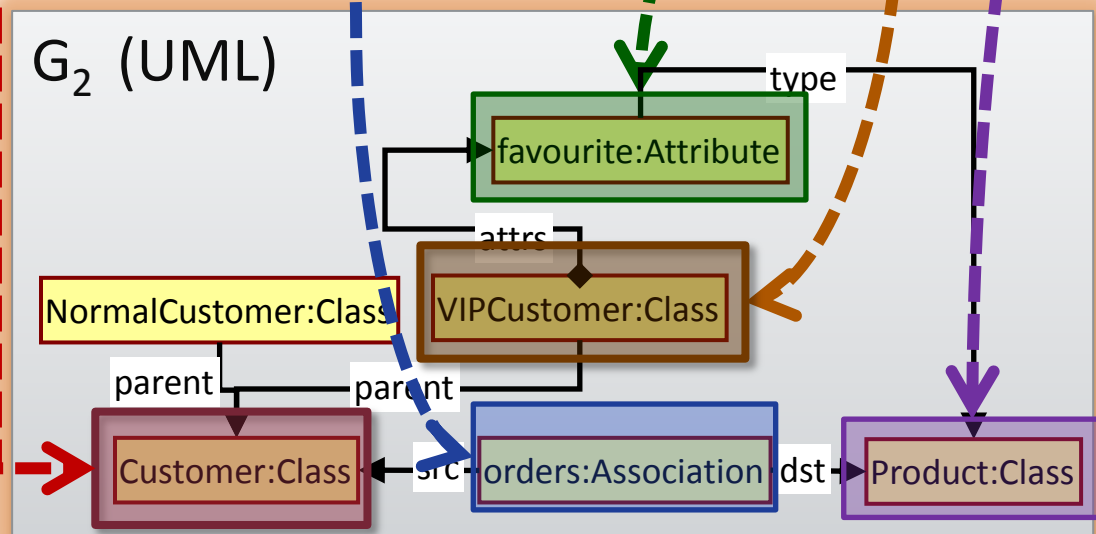 G2 (UML)
type
favourite:Attribute
attrs
NormalCustomer:Class
VIPCustomer:Class
parent
parent
Customer:Class
src
orders:Association
dst
Product:Class